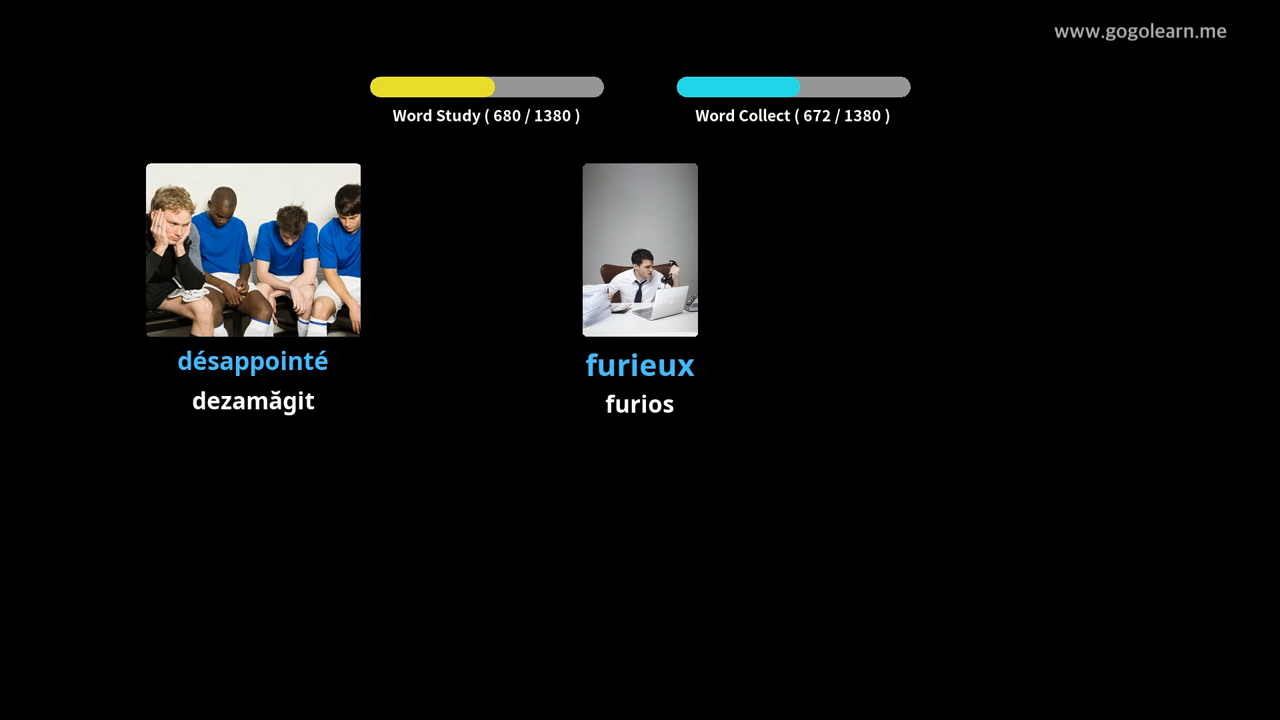 www.gogolearn.me
Word Study ( 680 / 1380 )
Word Collect ( 672 / 1380 )
désappointé
dezamăgit
furieux
furios